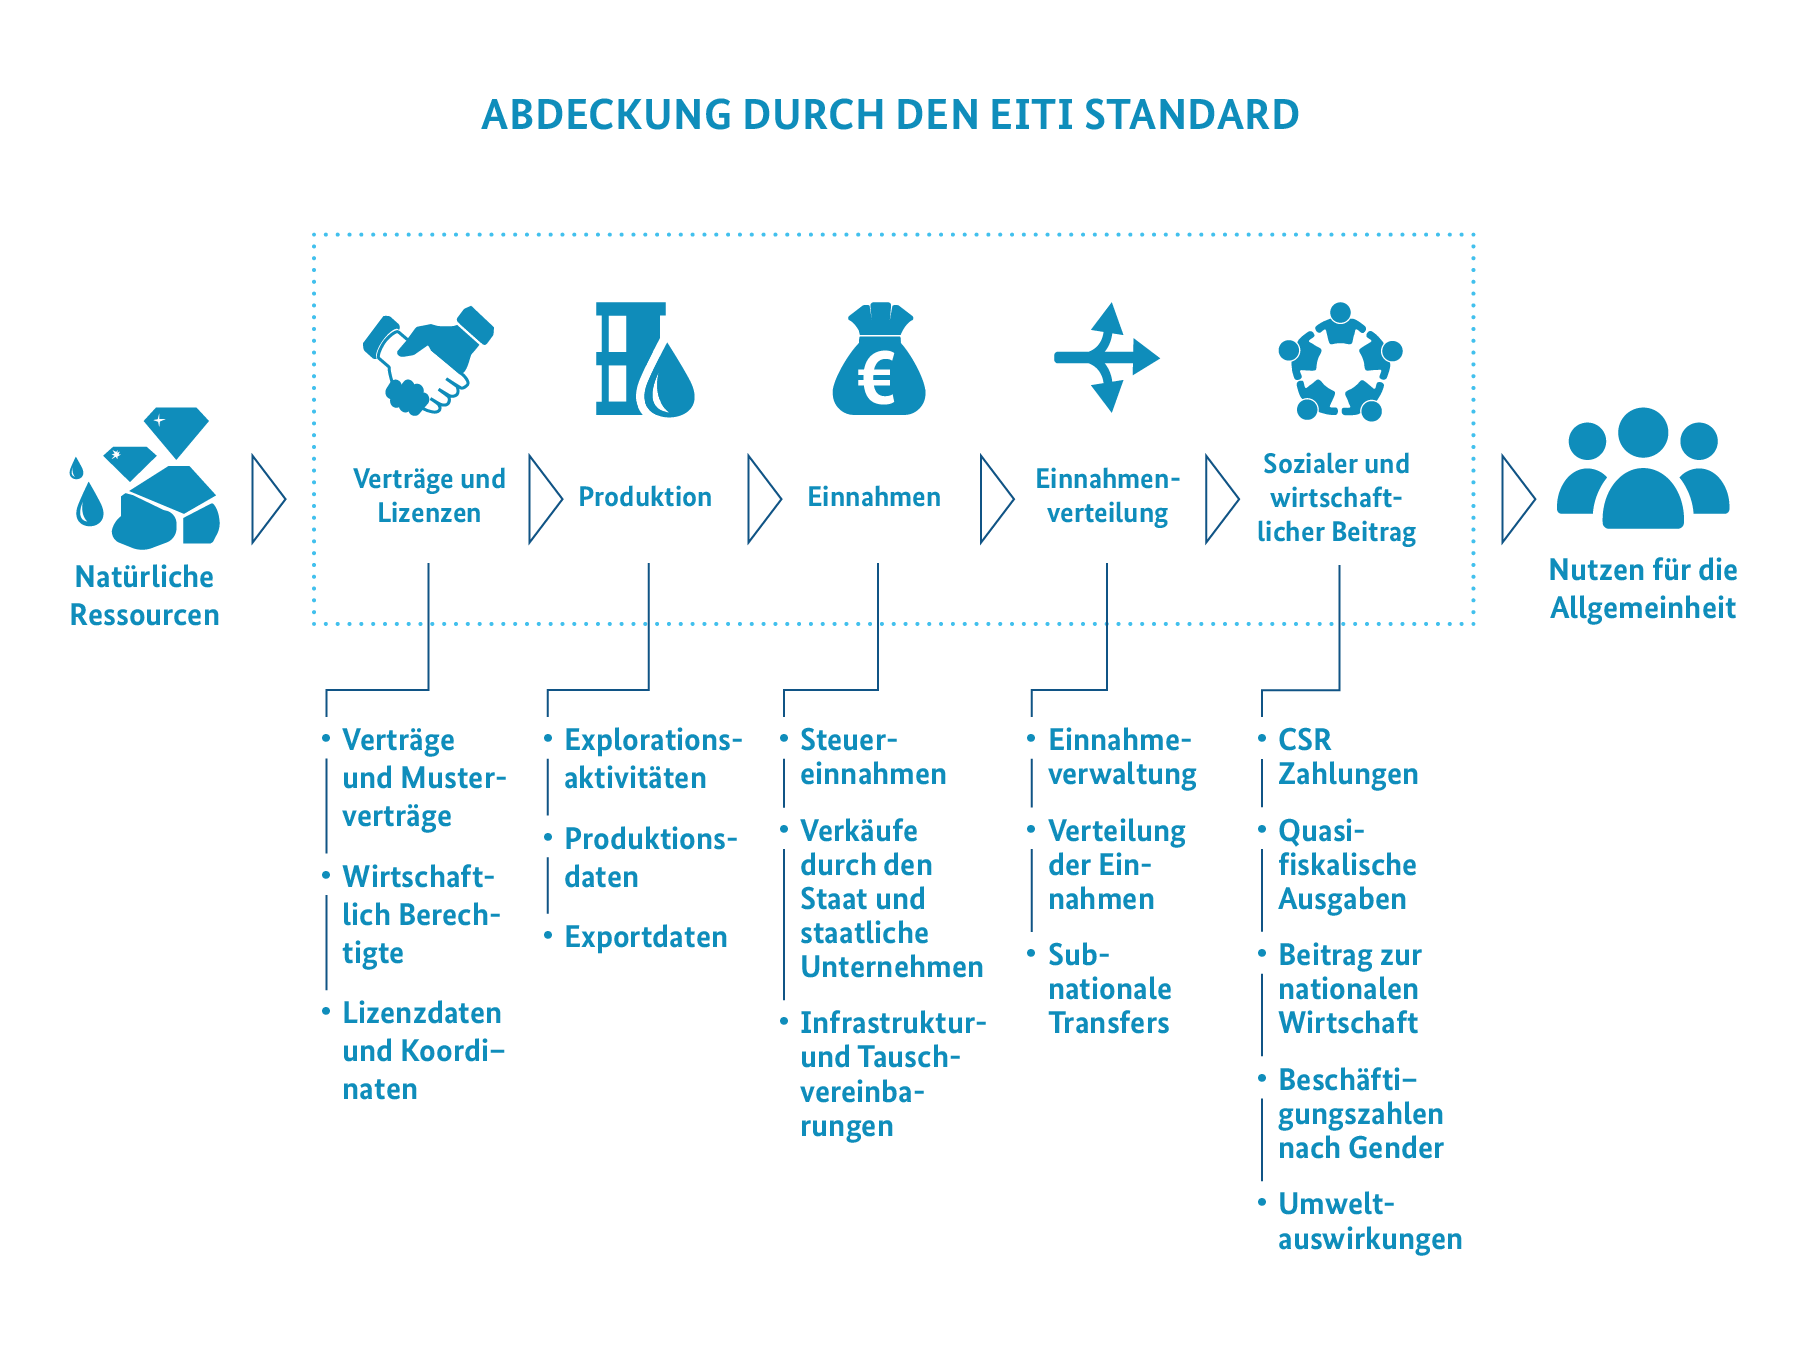 ABDECKUNG DURCH DEN EITI STANDARD
Natürliche
Ressourcen
Verträge und
Lizenzen
Produktion
€
Einnahmen
Einnahmen-
verteilung
Sozialer und
wirtschaft-
licher Beitrag
Nutzen für die
Allgemeinheit
• Verträge
und Muster-
verträge
• Wirtschaft-
lich Berech-
tigte
• Lizenzdaten
und Koordi–
naten
• Explorations-
aktivitäten
• Produktions-
daten
• Exportdaten
• Steuer-
einnahmen
• Verkäufe
durch den
Staat und
staatliche
Unternehmen
• Infrastruktur-
und Tausch-
vereinba-
rungen
• Einnahme-
verwaltung
• Verteilung
der Ein-
nahmen
• Sub-
nationale
Transfers
• CSR
Zahlungen
• Quasi-
fiskalische
Ausgaben
• Beitrag zur
nationalen
Wirtschaft
• Beschäfti–
gungszahlen
nach Gender
• Umwelt-
auswirkungen